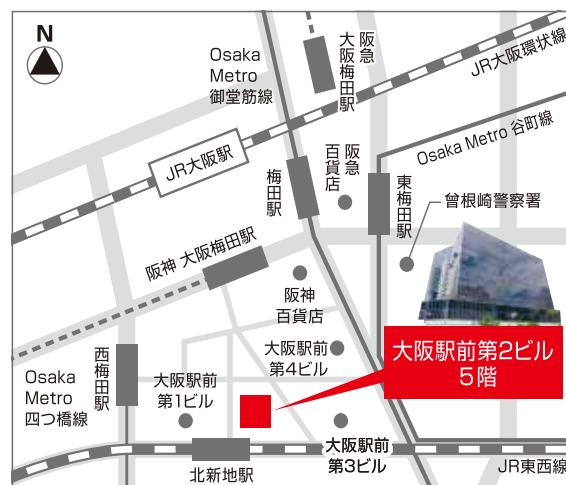 N
Osaka
Metro
御堂筋線
阪急
大阪梅田駅
JR大阪環状線
Osaka Metro 谷町線
JR大阪駅
梅田駅
阪急
百貨店
東梅田駅
曾根崎警察署
阪神 大阪梅田駅
阪神
百貨店
西梅田駅
Osaka
Metro
四つ橋線
大阪駅前
第1ビル
大阪駅前
第4ビル
大阪駅前第2ビル
5階
大阪駅前
第3ビル
北新地駅
JR東西線